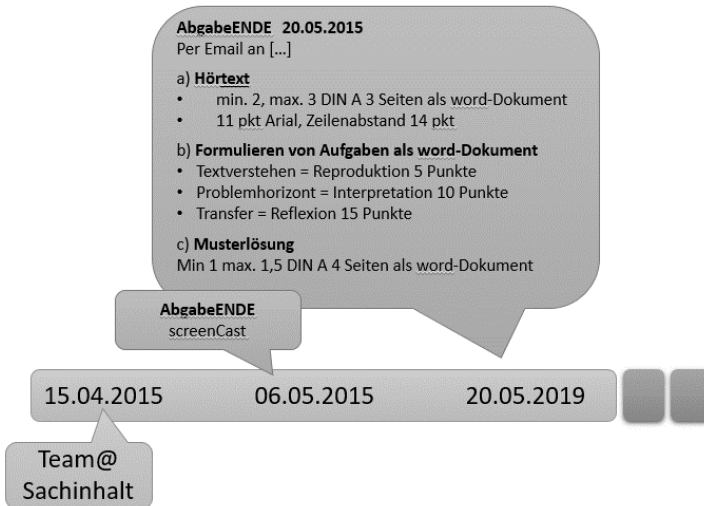 AbgabeENDE 20.05.2015
Per Email an [...]
a) Hörtext
• min. 2, max. 3 DIN A 3 Seiten als word-Dokument
• 11 pkt Arial, Zeilenabstand 14 pkt
b) Formulieren von Aufgaben als word-Dokument
• Textverstehen = Reproduktion 5 Punkte
• Problemhorizont = Interpretation 10 Punkte
• Transfer = Reflexion 15 Punkte
c) Musterlösung
Min 1 max. 1,5 DIN A 4 Seiten als word-Dokument
AbgabeENDE
screenCast
15.04.2015 06.05.2015 20.05.2019
Team@
Sachinhalt